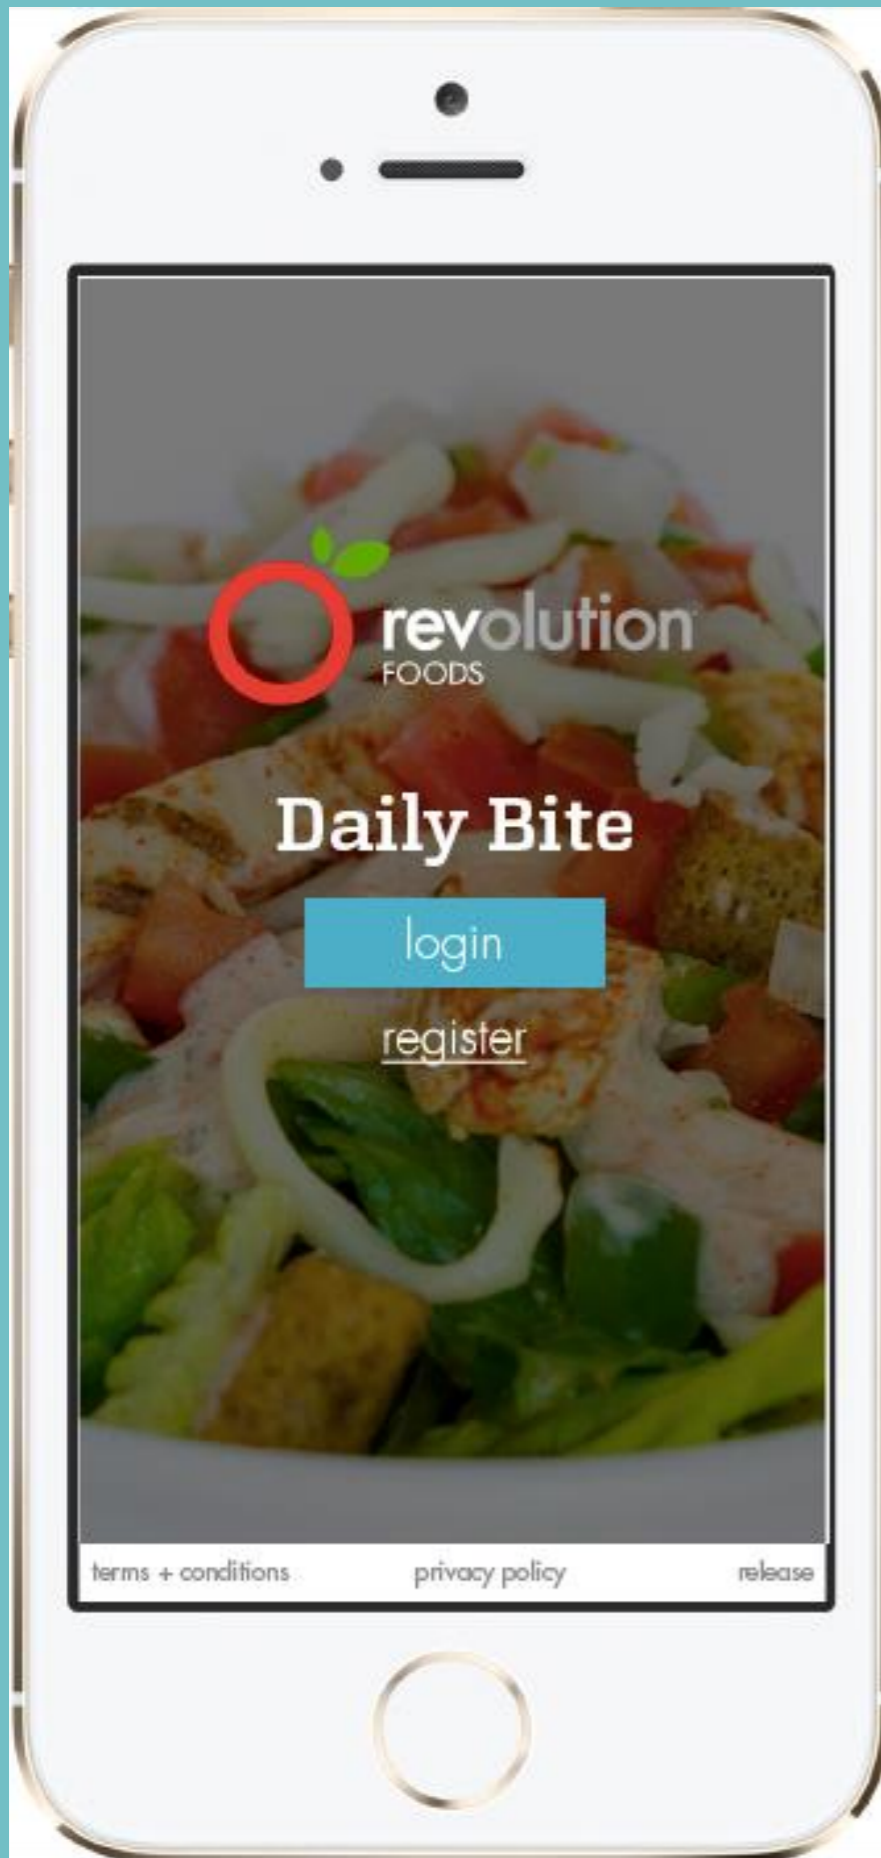 revolution
FOODS
Daily Bite
login
register
terms + conditions privacy policy release